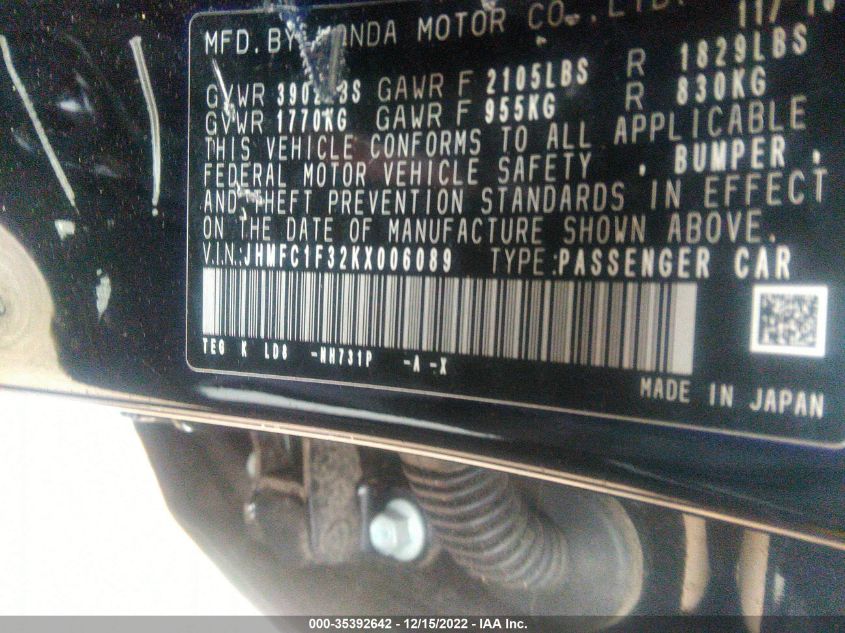 MFD. BY HONDA MOTOR CO., LTD. 11/
GVWR GAWR F 2105LBS R 1829LBS
GVWR 1770KG GAWR F 955KG R 830KG
THIS VEHICLE CONFORMS TO ALL APPLICABLE
FEDERAL MOTOR VEHICLE SAFETY , BUMPER ,
AND THEFT PREVENTION STANDARDS IN EFFECT
ON THE DATE OF MANUFACTURE SHOWN ABOVE.
V.I.N.:JHMFC1F32KX006089 TYPE:PASSENGER CAR
TEG K LD8 -NH731P -A -X
MADE IN JAPAN
000-35392642 - 12/15/2022 - IAA Inc.